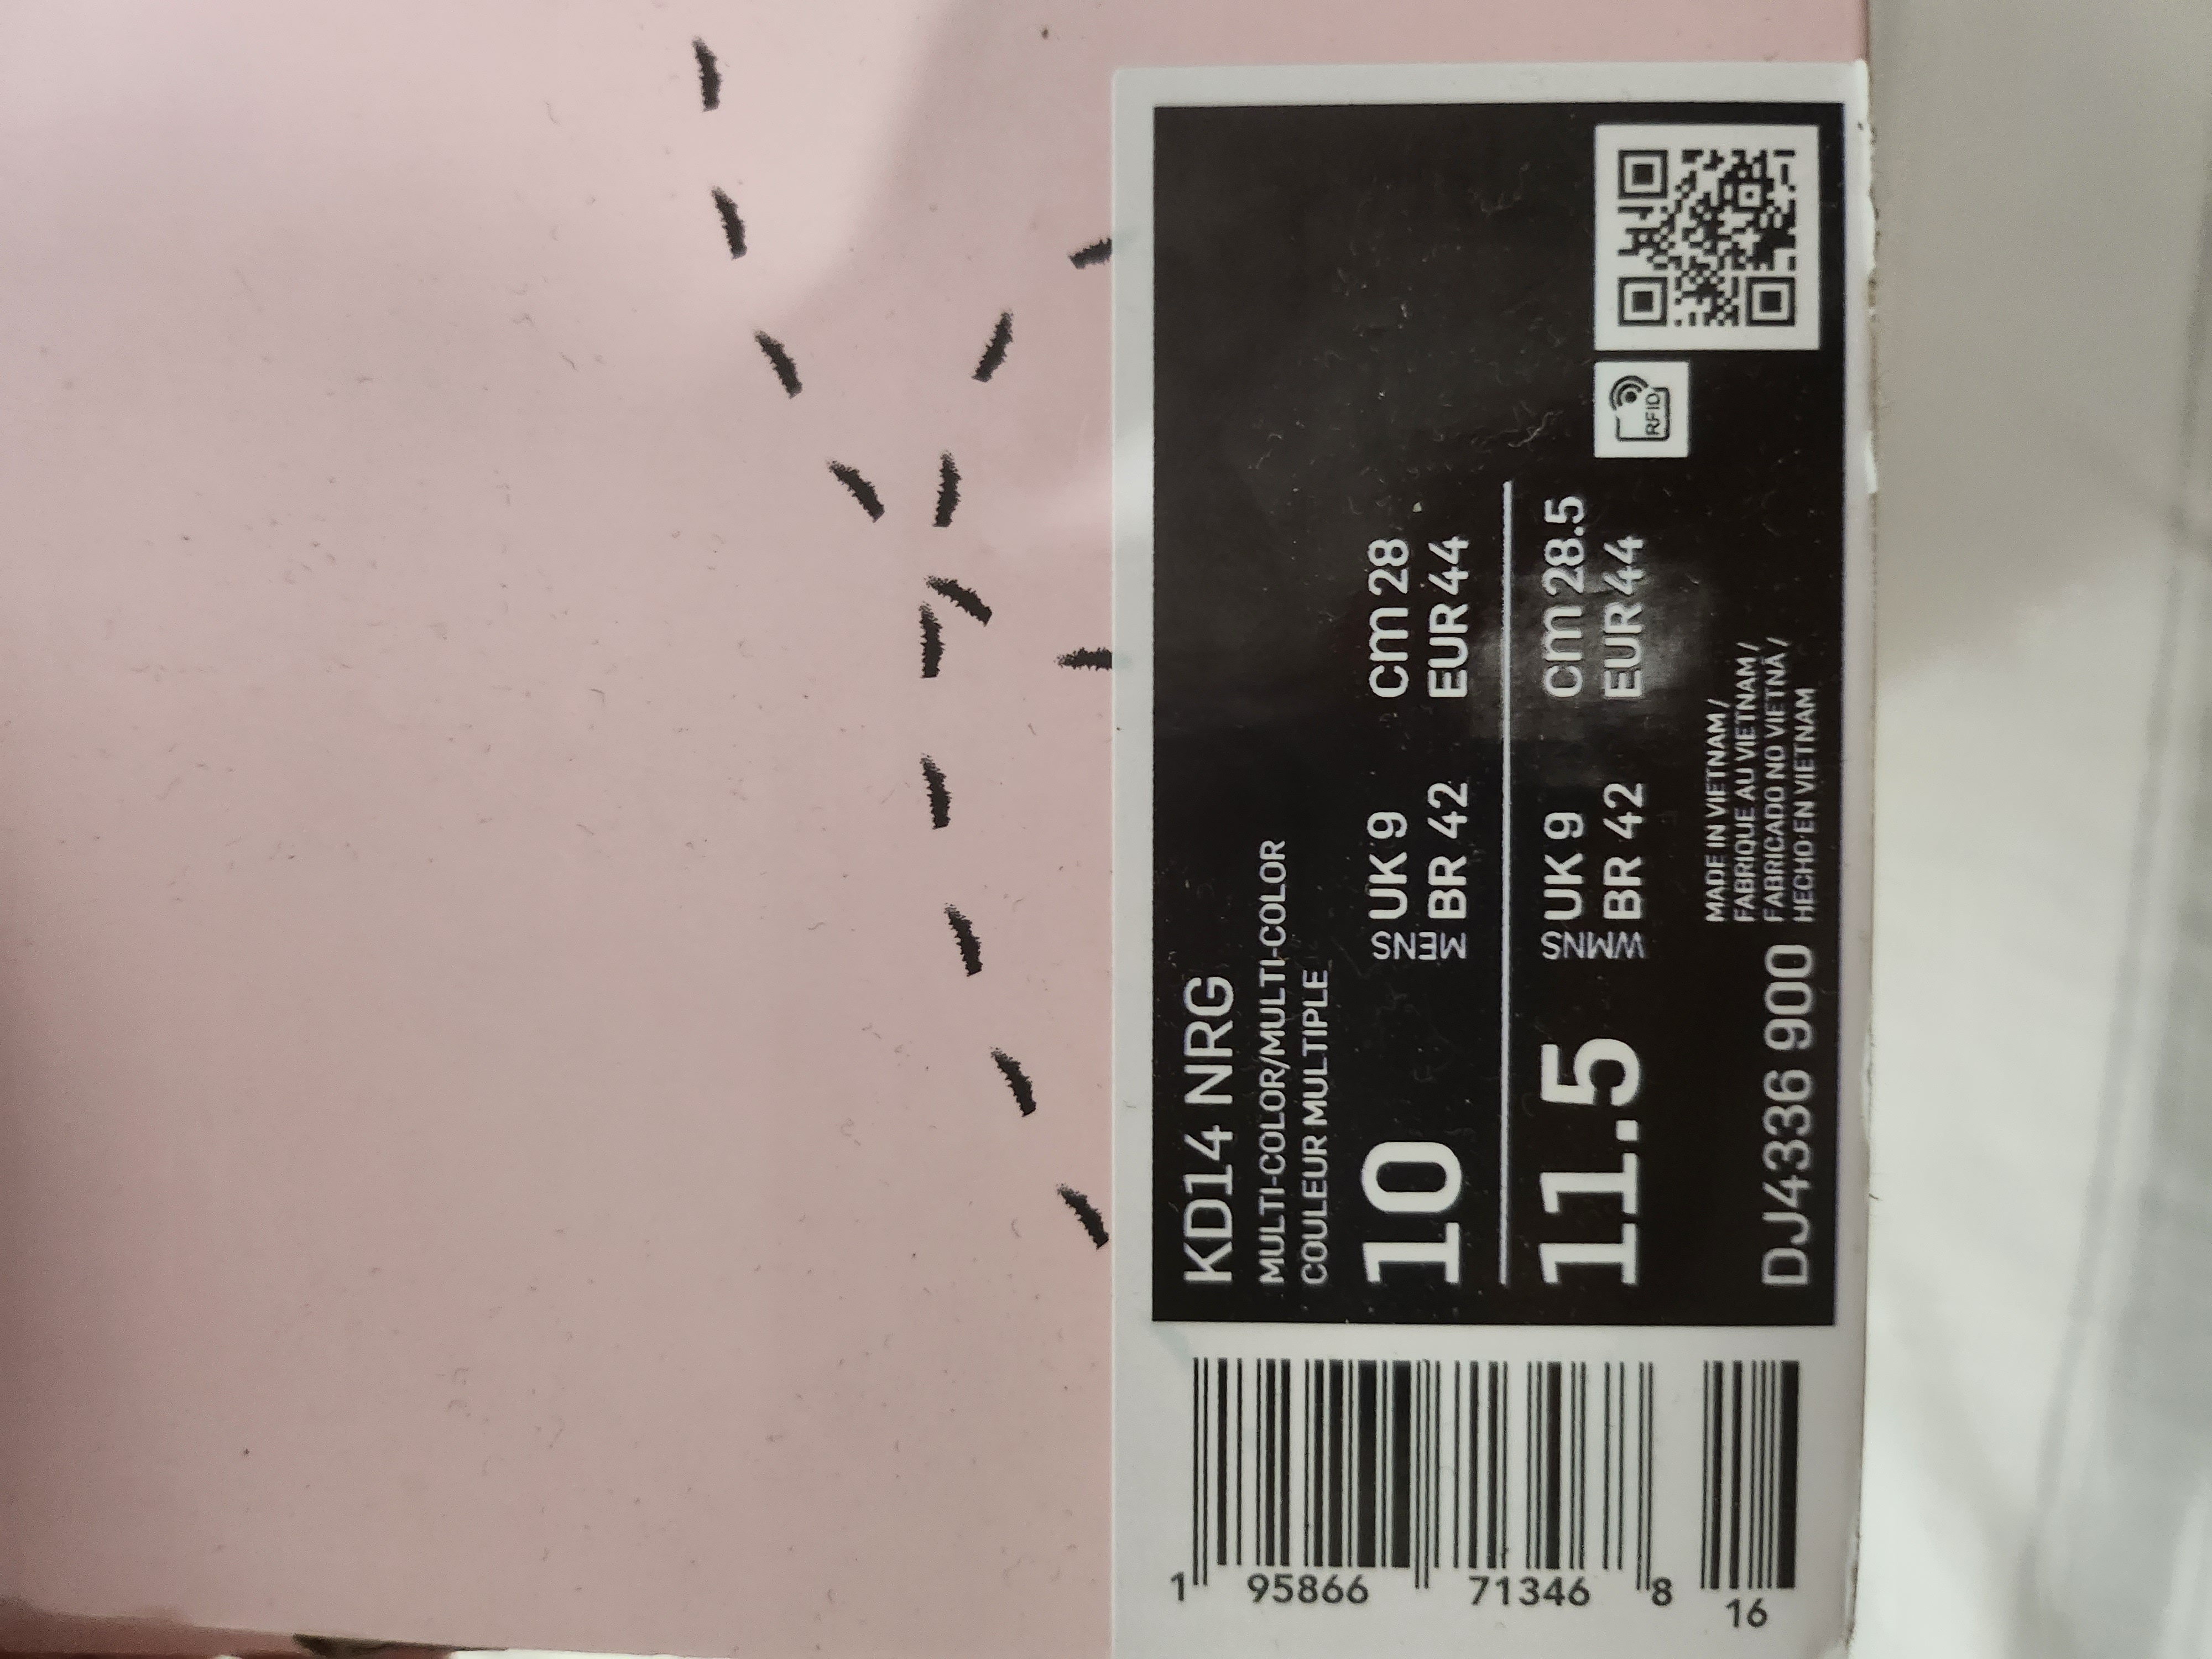 KD14 NRG
MULTI-COLOR/MULTI-COLOR
COULEUR MULTIPLE
10
MENS
UK 9
cm 28
BR 42
EUR 44
11.5
WMNS
UK 9
cm 28.5
BR 42
EUR 44
RFID
DJ4336 900
MADE IN VIETNAM /
FABRIQUE AU VIETNAM /
FABRICADO NO VIETNÃ /
HECHO EN VIETNAM
1 95866 71346 8
16